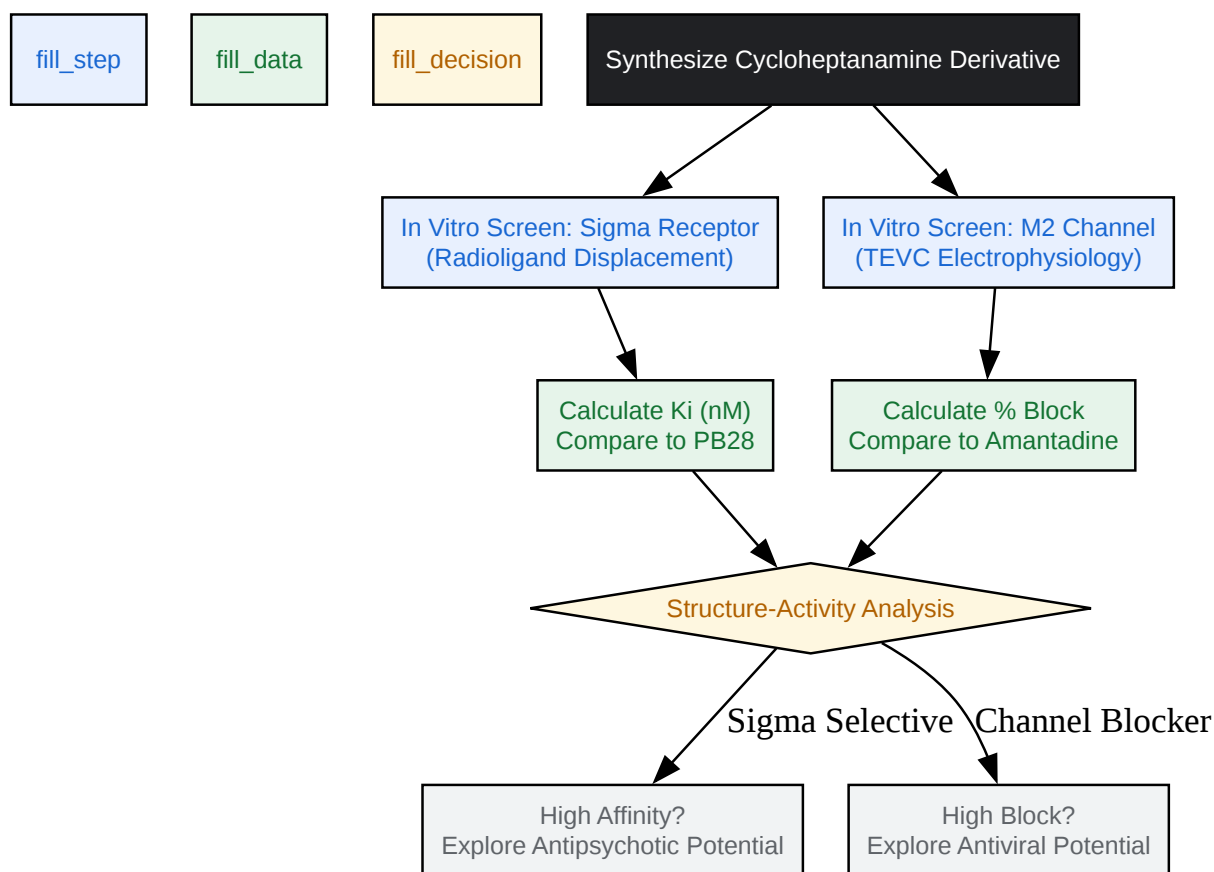 fill_step
fill_data
fill_decision
Synthesize Cycloheptanamine Derivative
In Vitro Screen: Sigma Receptor
(Radioligand Displacement)
In Vitro Screen: M2 Channel
(TEVC Electrophysiology)
Calculate Ki (nM)
Compare to PB28
Calculate % Block
Compare to Amantadine
Structure-Activity Analysis
Sigma Selective
Channel Blocker
High Affinity?
Explore Antipsychotic Potential
High Block?
Explore Antiviral Potential